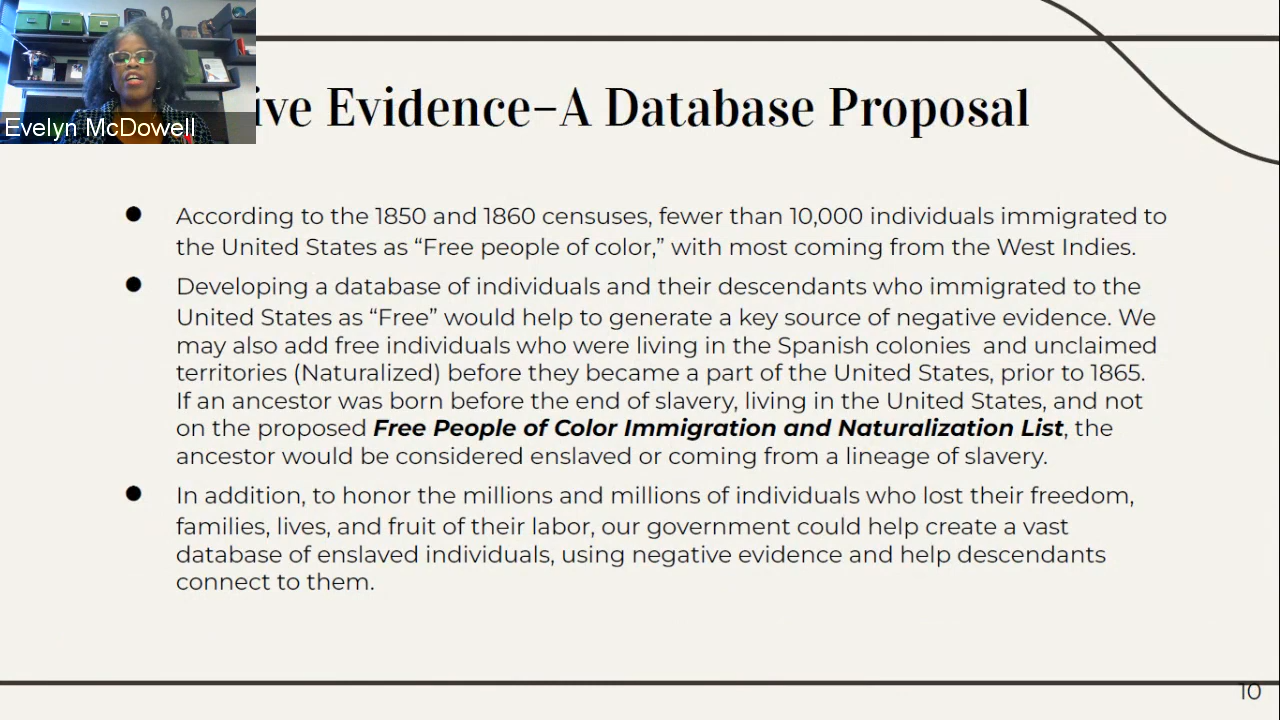 Evelyn McDowell
ive Evidence–A Database Proposal
● According to the 1850 and 1860 censuses, fewer than 10,000 individuals immigrated to
the United States as “Free people of color,” with most coming from the West Indies.
● Developing a database of individuals and their descendants who immigrated to the
United States as “Free” would help to generate a key source of negative evidence. We
may also add free individuals who were living in the Spanish colonies and unclaimed
territories (Naturalized) before they became a part of the United States, prior to 1865.
If an ancestor was born before the end of slavery, living in the United States, and not
on the proposed Free People of Color Immigration and Naturalization List, the
ancestor would be considered enslaved or coming from a lineage of slavery.
● In addition, to honor the millions and millions of individuals who lost their freedom,
families, lives, and fruit of their labor, our government could help create a vast
database of enslaved individuals, using negative evidence and help descendants
connect to them.
10